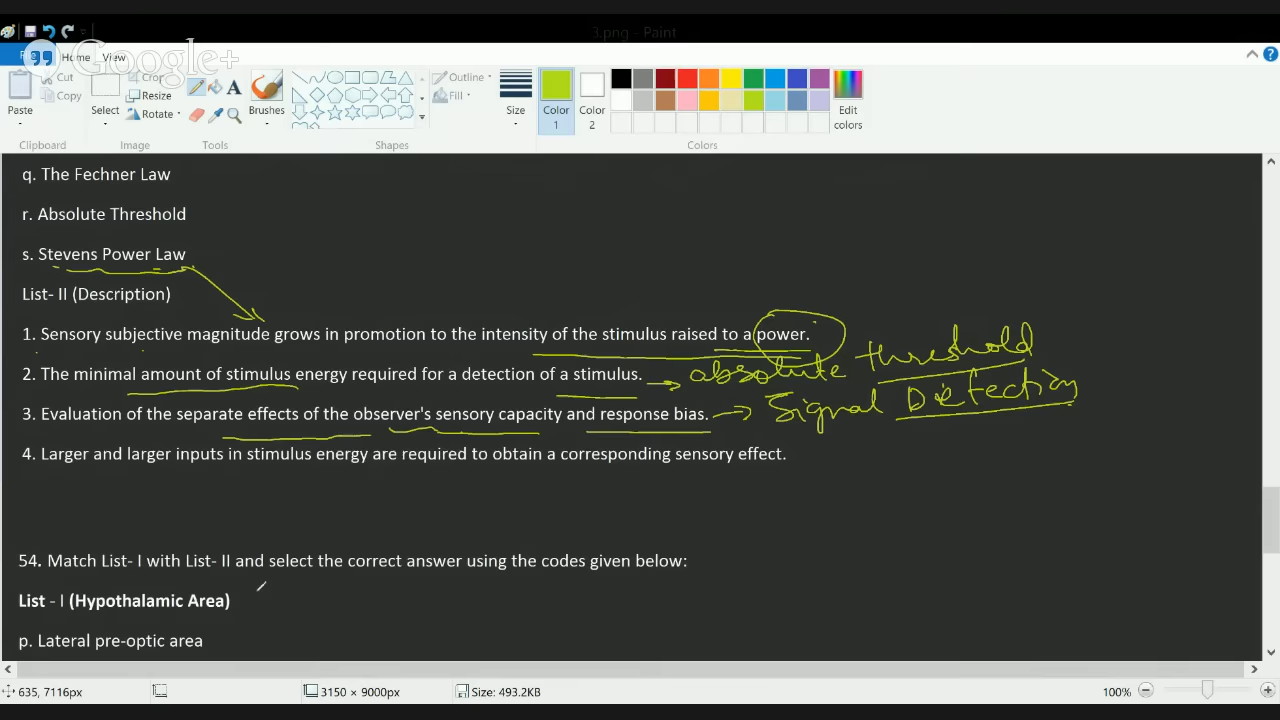 3.png - Paint
File Home View
Google+
Paste
Cut
Copy
Select
Crop
Resize
Rotate
Brushes
Outline
Fill
Size
Color 1
Color 2
Edit colors
Clipboard Image Tools Shapes Colors
q. The Fechner Law
r. Absolute Threshold
s. Stevens Power Law
List- II (Description)
1. Sensory subjective magnitude grows in promotion to the intensity of the stimulus raised to a power.
2. The minimal amount of stimulus energy required for a detection of a stimulus. absolute threshold
3. Evaluation of the separate effects of the observer's sensory capacity and response bias. Signal Detection
4. Larger and larger inputs in stimulus energy are required to obtain a corresponding sensory effect.
54. Match List- I with List- II and select the correct answer using the codes given below:
List - I (Hypothalamic Area)
p. Lateral pre-optic area
635, 7116px 3150 × 9000px Size: 493.2KB 100%